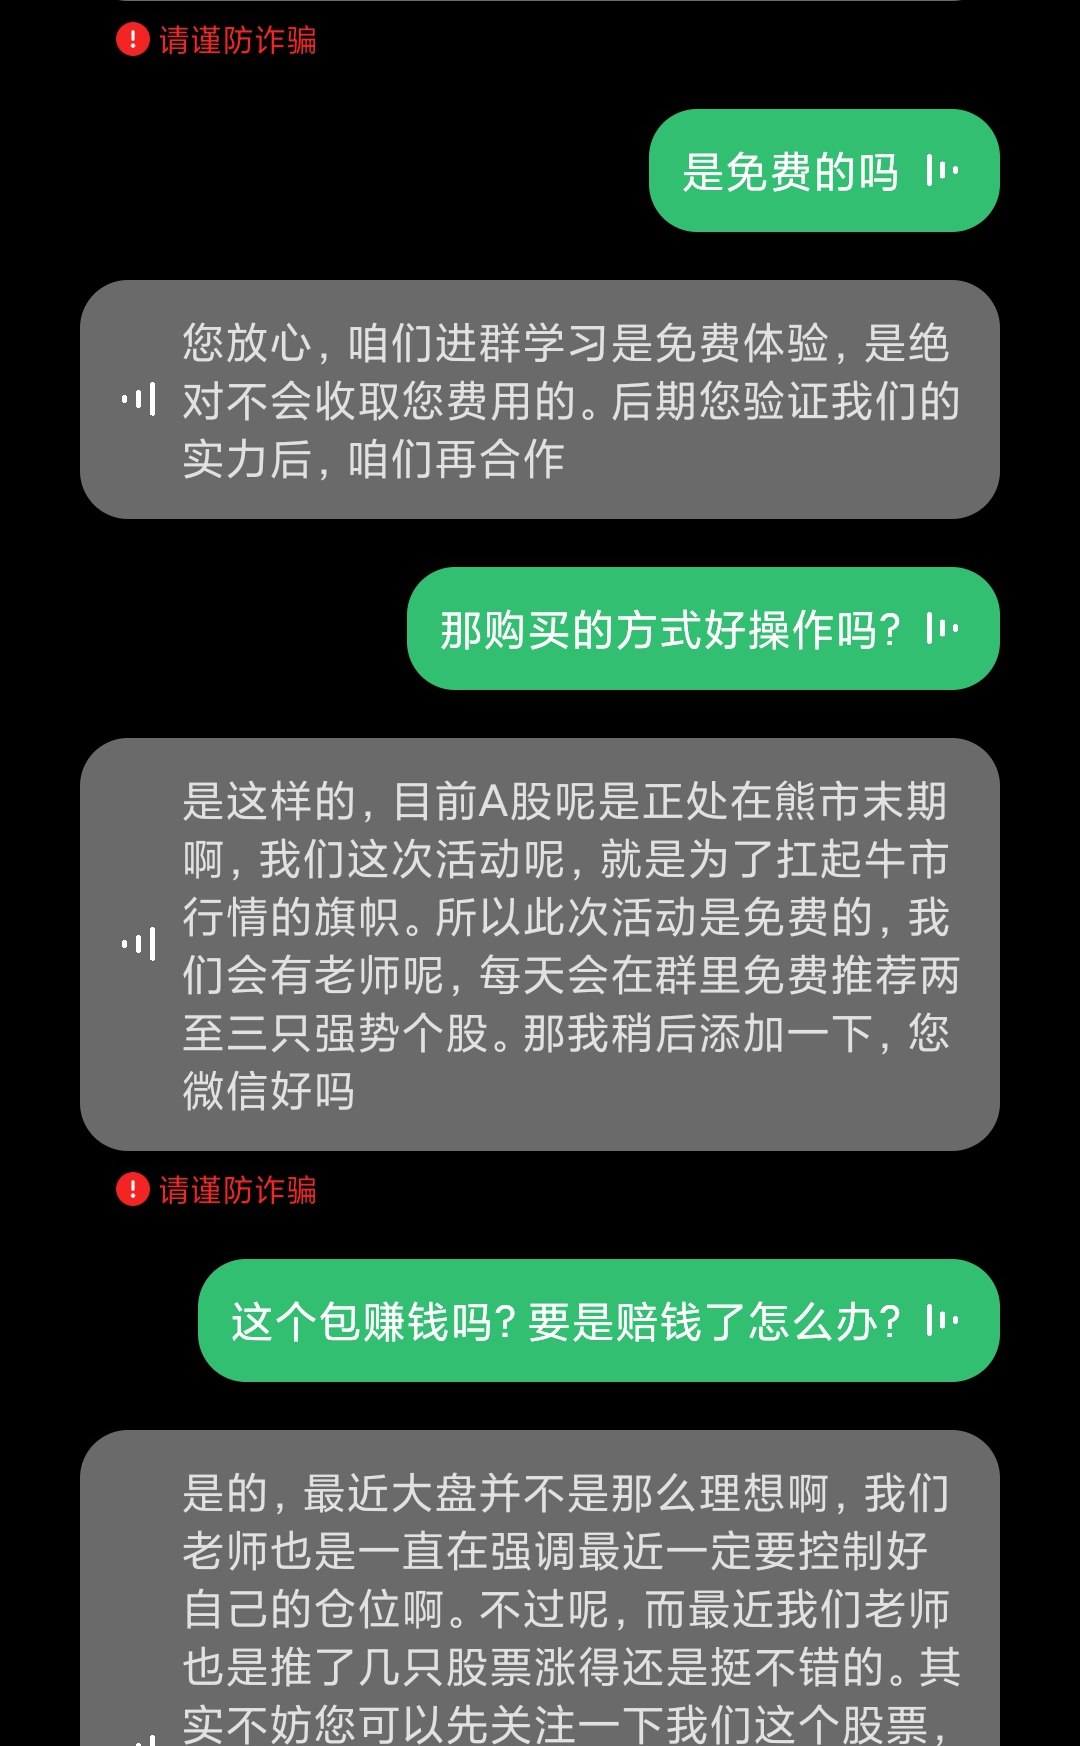 请谨防诈骗
是免费的吗
您放心，咱们进群学习是免费体验，是绝
对不会收取您费用的。后期您验证我们的
实力后，咱们再合作
那购买的方式好操作吗？
是这样的，目前A股呢是正处在熊市末期
啊，我们这次活动呢，就是为了扛起牛市
行情的旗帜。所以此次活动是免费的，我
们会有老师呢，每天会在群里免费推荐两
至三只强势个股。那我稍后添加一下，您
微信好吗
请谨防诈骗
这个包赚钱吗？要是赔钱了怎么办？
是的，最近大盘并不是那么理想啊，我们
老师也是一直在强调最近一定要控制好
自己的仓位啊。不过呢，而最近我们老师
也是推了几只股票涨得还是挺不错的。其
实不妨您可以先关注一下我们这个股票，